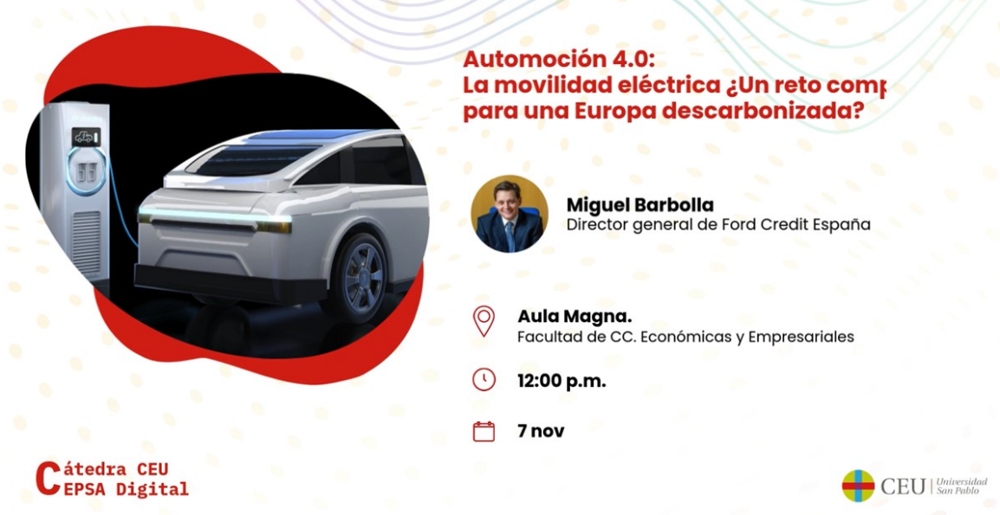 Automoción 4.0:
La movilidad eléctrica ¿Un reto comp
para una Europa descarbonizada?
Miguel Barbolla
Director general de Ford Credit España
Aula Magna.
Facultad de CC. Económicas y Empresariales
12:00 p.m.
7 nov
Cátedra CEU
CEPSA Digital
CEU Universidad
San Pablo